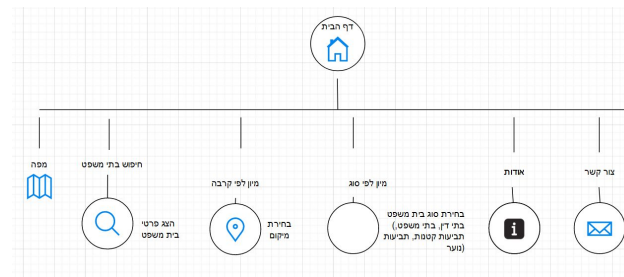 דף הבית
צור קשר
אודות
מיון לפי סוג
מיון לפי קרבה
חיפוש בתי משפט
מפה
בחירת סוג בית משפט
(בתי דין, בתי משפט,
תביעות קטנות, תביעות
נוער)
בחירת
מיקום
הצג פרטי
בית משפט